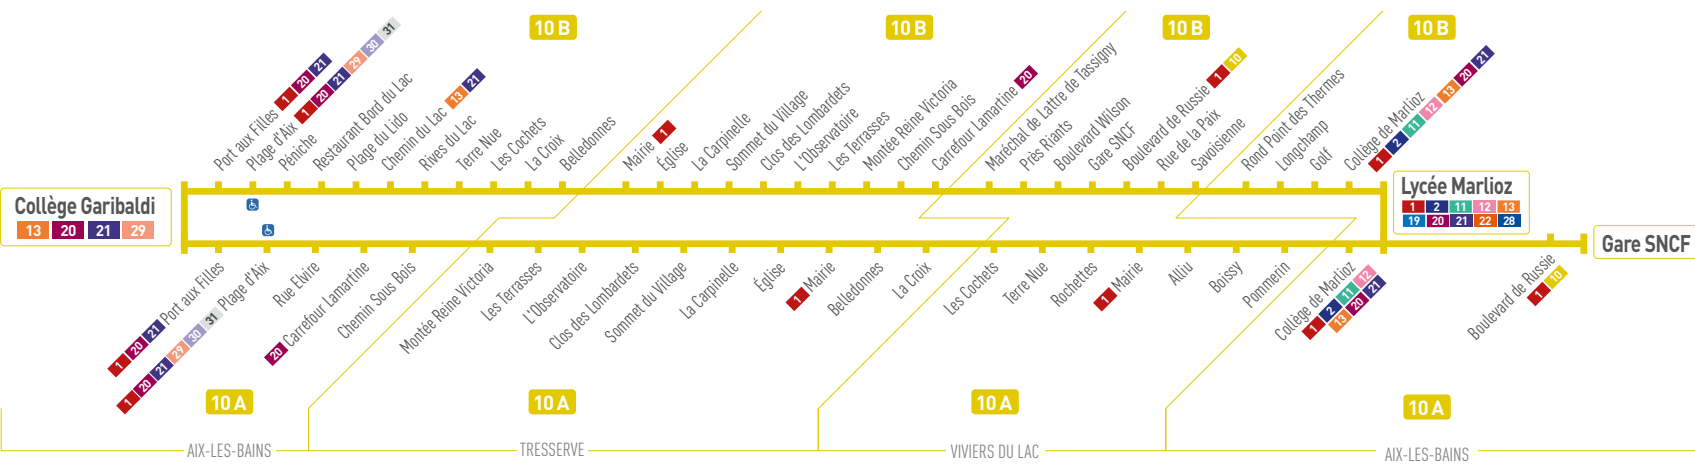 10 B
10 B
10 B
10 B
Collège Garibaldi
13 20 21 29
Port aux Filles 1 20 21
Plage d'Aix 1 20 21 29 30 31
Péniche
Restaurant Bord du Lac
Plage du Lido
Chemin du Lac 13 21
Rives du Lac
Terre Nue
Les Cochets
La Croix
Belledonnes
Mairie 1
Église
La Carpinelle
Sommet du Village
Clos des Lombardets
L'Observatoire
Les Terrasses
Montée Reine Victoria
Chemin Sous Bois
Carrefour Lamartine 20
Maréchal de Lattre de Tassigny
Près Riants
Boulevard Wilson
Gare SNCF
Boulevard de Russie 1 10
Rue de la Paix
Savoisienne
Rond Point des Thermes
Longchamp
Golf
Collège de Marlioz
1 2 11 12 13 20 21
Lycée Marlioz
1 2 11 12 13
19 20 21 22 28
Gare SNCF
1 20 21 Port aux Filles
1 20 21 29 30 31 Plage d'Aix
Rue Elvire
20 Carrefour Lamartine
Chemin Sous Bois
Montée Reine Victoria
Les Terrasses
L'Observatoire
Clos des Lombardets
Sommet du Village
La Carpinelle
Église
1 Mairie
Belledonnes
La Croix
Les Cochets
Terre Nue
Rochettes
1 Mairie
Alliu
Boissy
Pommerin
Collège de Marlioz
1 2 11 12
13 20 21
Boulevard de Russie
1 10
10 A
10 A
10 A
10 A
AIX-LES-BAINS
TRESSERVE
VIVIERS DU LAC
AIX-LES-BAINS